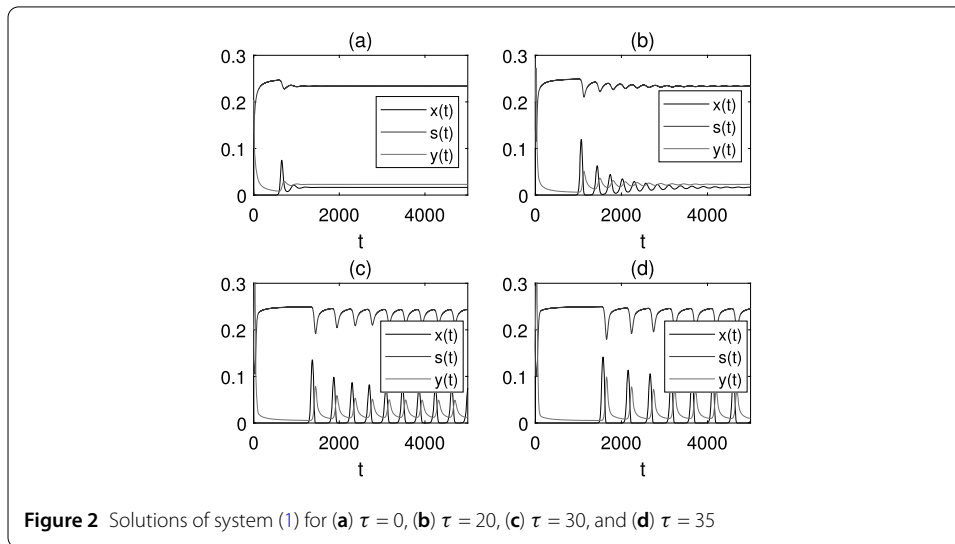 (a)
0.3
0.2
0.1
0
x(t)
s(t)
y(t)
0 2000 4000
t
(b)
0.3
0.2
0.1
0
x(t)
s(t)
y(t)
0 2000 4000
t
(c)
0.3
0.2
0.1
0
x(t)
s(t)
y(t)
0 2000 4000
t
(d)
0.3
0.2
0.1
0
x(t)
s(t)
y(t)
0 2000 4000
t
Figure 2 Solutions of system (1) for (a) τ = 0, (b) τ = 20, (c) τ = 30, and (d) τ = 35